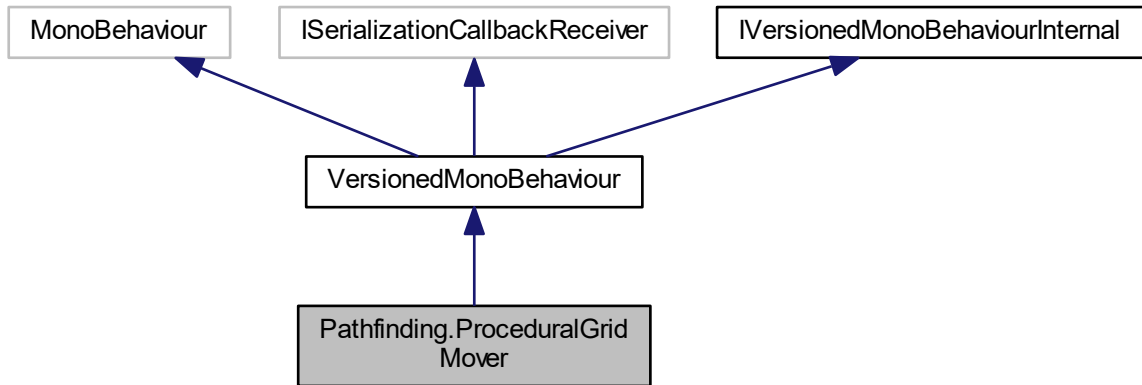 MonoBehaviour
ISerializationCallbackReceiver
IVersionedMonoBehaviourInternal
VersionedMonoBehaviour
Pathfinding.ProceduralGrid
Mover